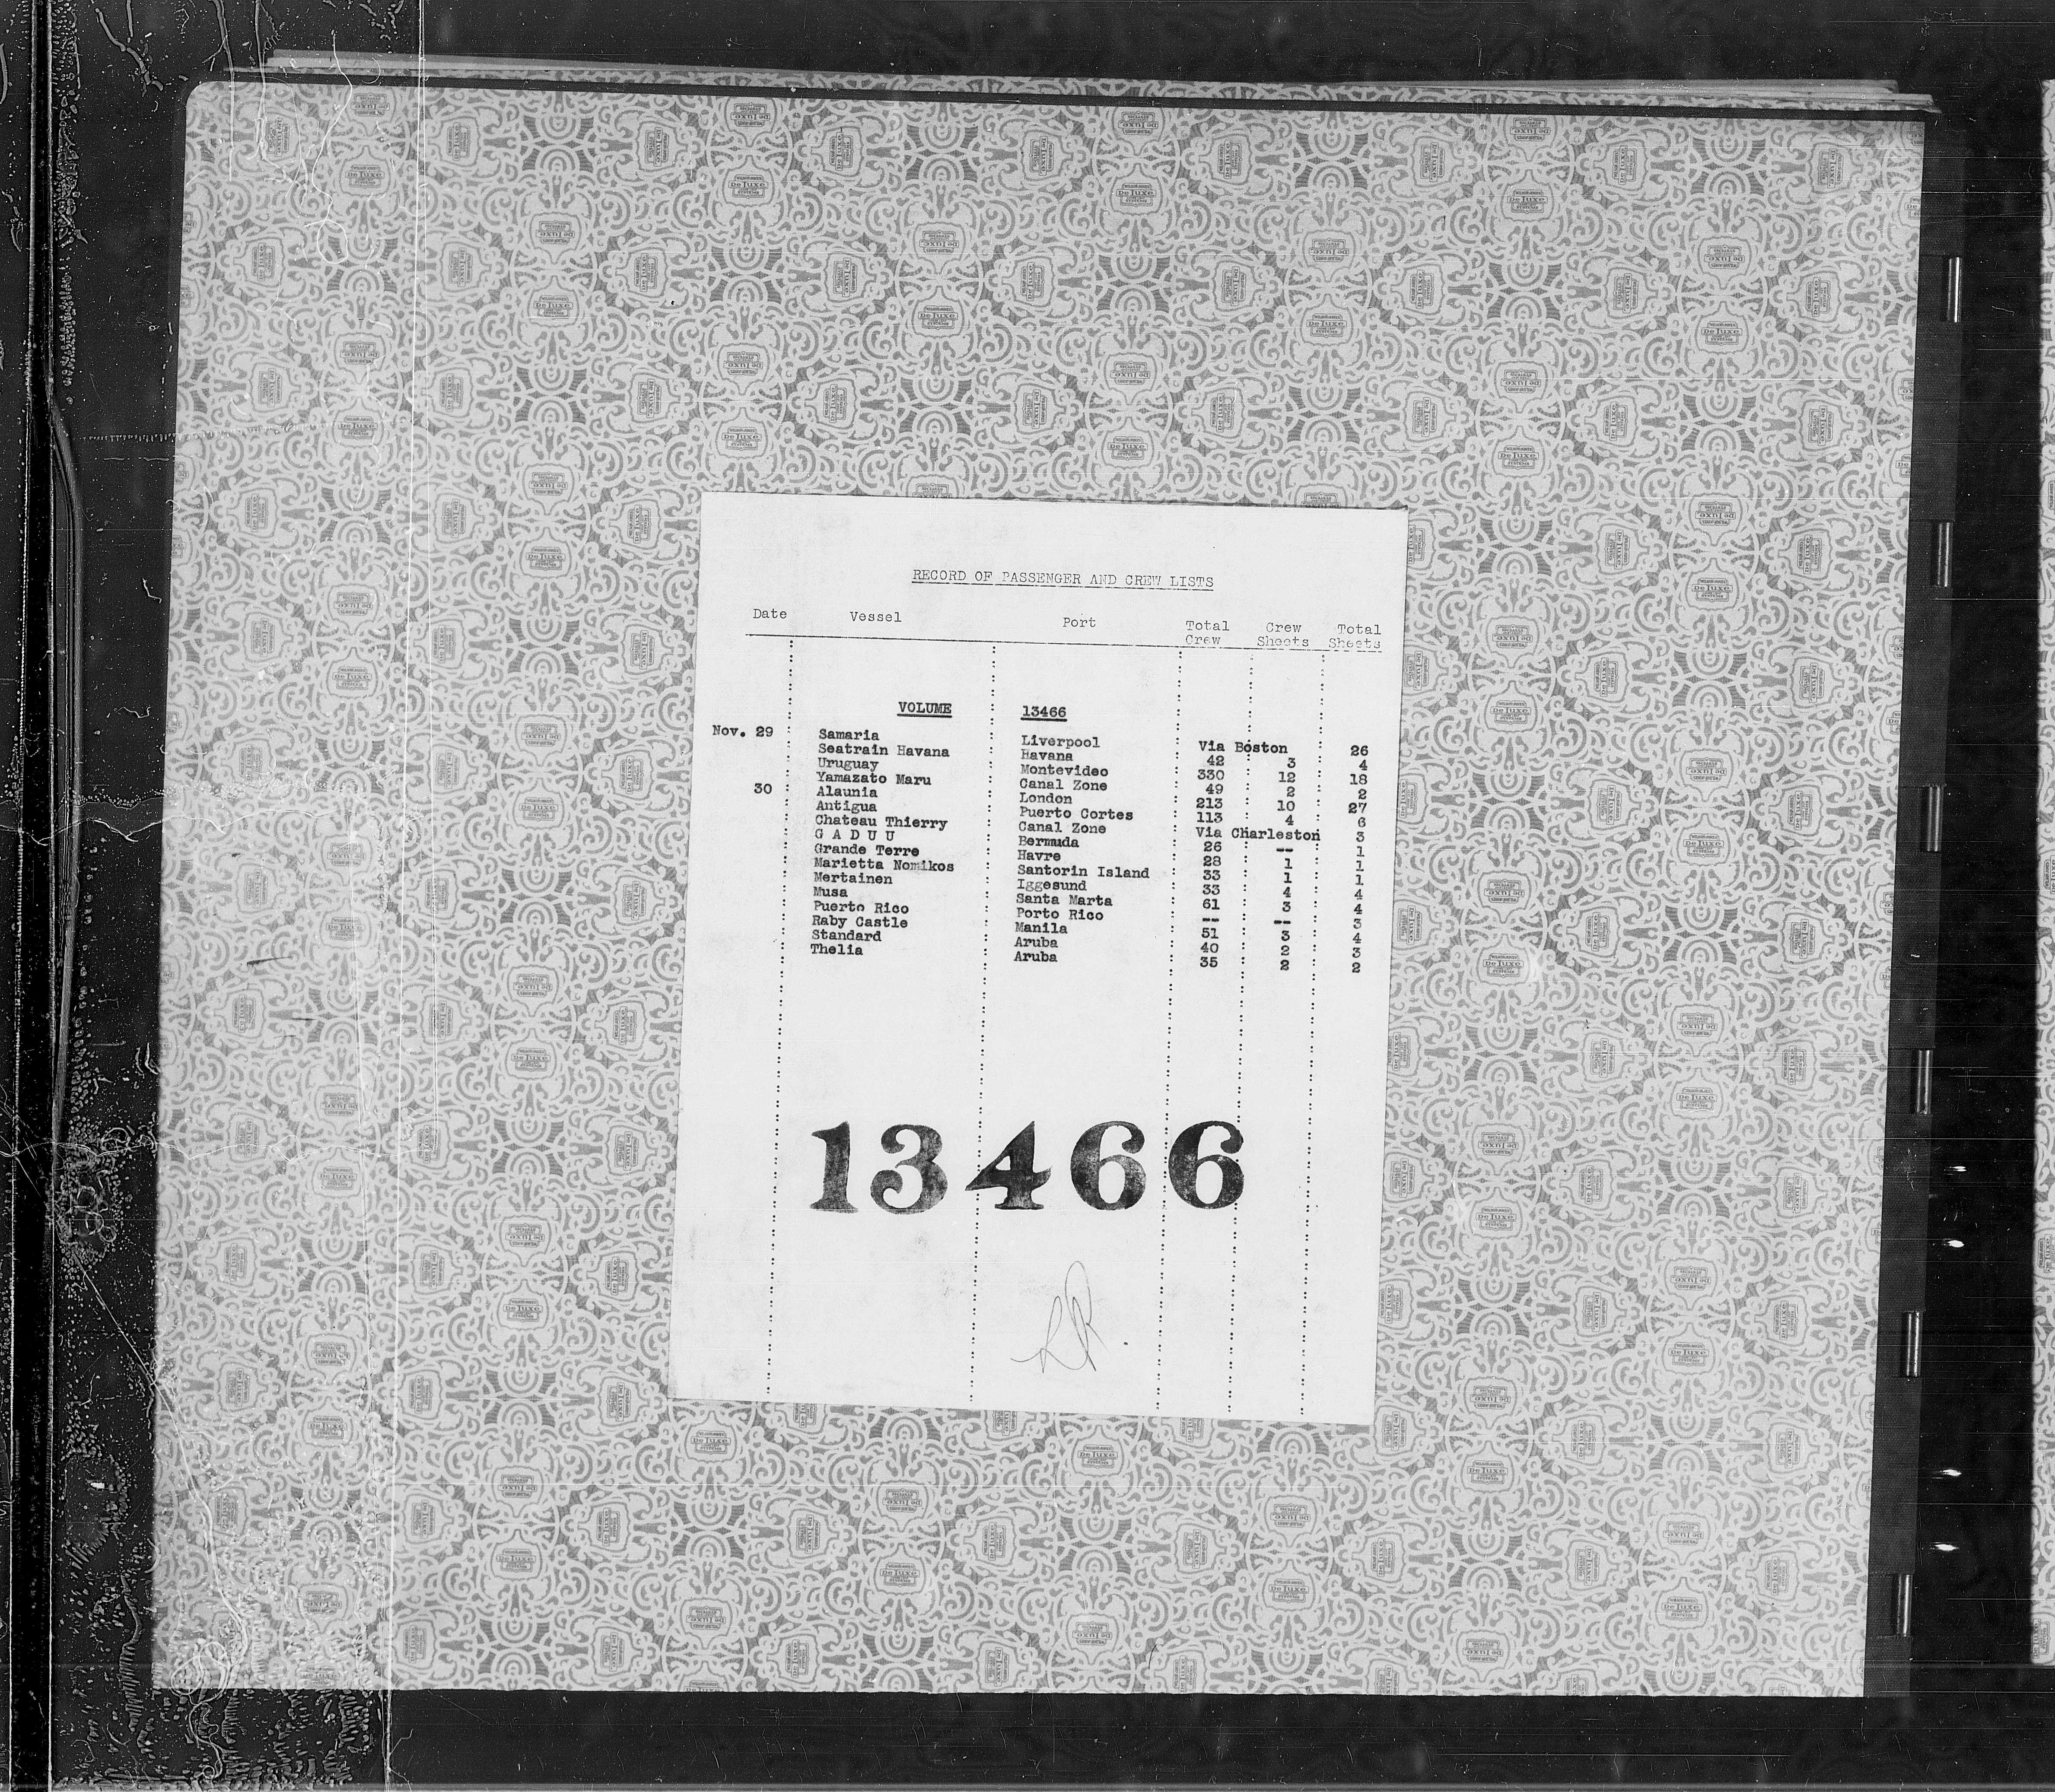 RECORD OF PASSENGER AND CREW LISTS
Date Vessel Port Total Crew Crew Sheets Total Sheets
VOLUME 13466
Nov. 29 Samaria Liverpool Via Boston 26
Seatrain Havana Havana 42 3 4
Uruguay Montevideo 330 12 18
Yamazato Maru Canal Zone 49 2 2
30 Alaunia London 213 10 27
Antigua Puerto Cortes 113 4 6
Chateau Thierry Canal Zone Via Charleston 3
G A D U U Bermuda 26 -- 1
Grande Terre Havre 28 1 1
Marietta Nomikos Santorin Island 33 1 1
Mertainen Iggesund 33 4 4
Musa Santa Marta 61 3 4
Puerto Rico Porto Rico -- -- 3
Raby Castle Manila 51 3 4
Standard Aruba 40 2 3
Thelia Aruba 35 2 2
13466